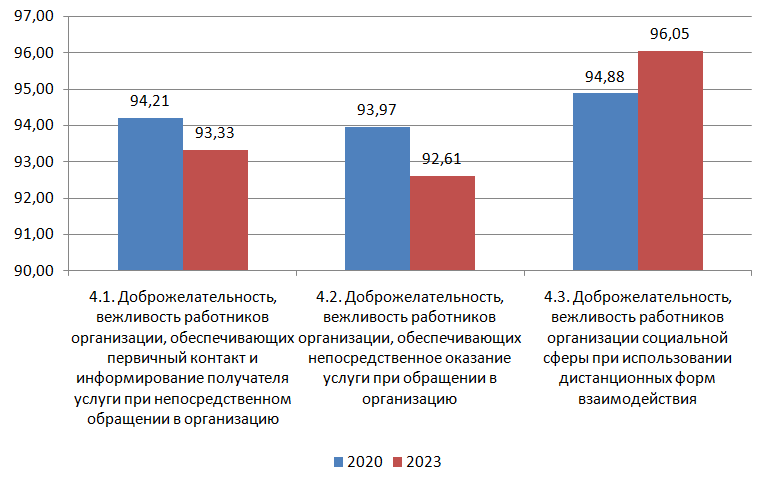 97,00
96,00
95,00
94,00
93,00
92,00
91,00
90,00
94,21
93,33
93,97
92,61
94,88
96,05
4.1. Доброжелательность,
вежливость работников
организации, обеспечивающих
первичный контакт и
информирование получателя
услуги при непосредственном
обращении в организацию
4.2. Доброжелательность,
вежливость работников
организации, обеспечивающих
непосредственное оказание
услуги при обращении в
организацию
4.3. Доброжелательность,
вежливость работников
организации социальной
сферы при использовании
дистанционных форм
взаимодействия
2020
2023